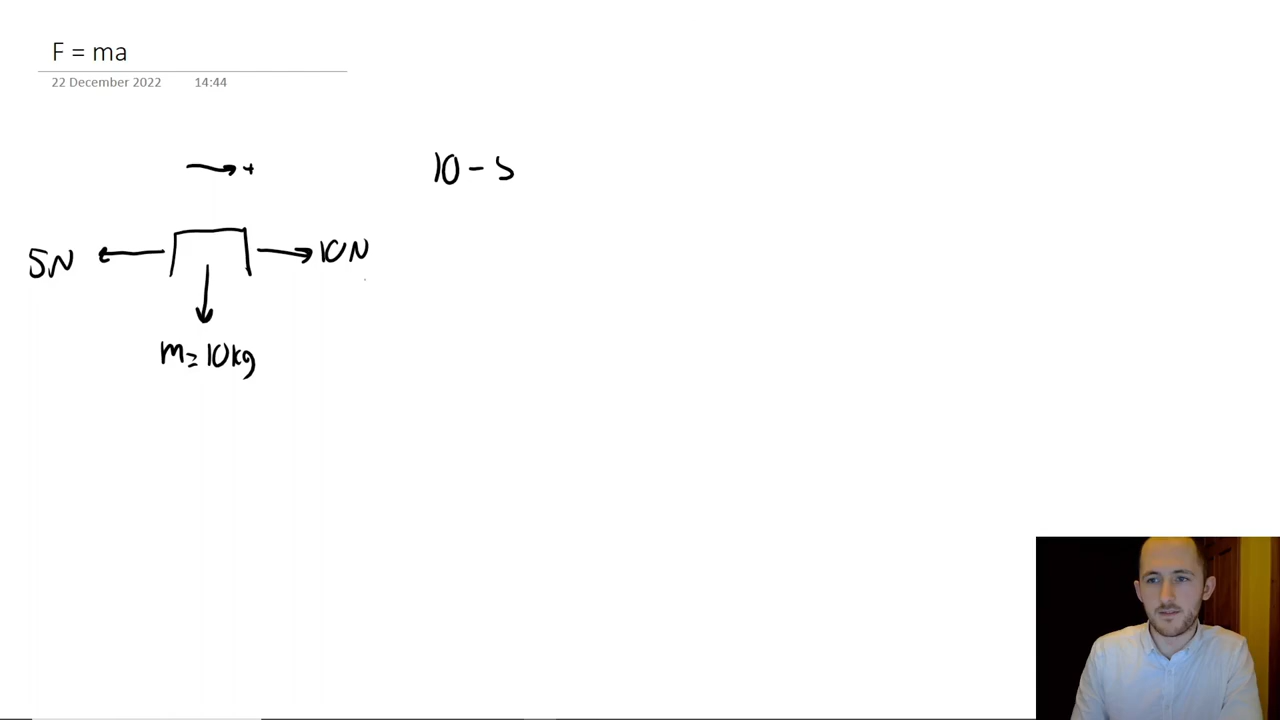 F = ma
22 December 2022 14:44
→ +
10 - 5
5N ← → 10N
m = 10kg